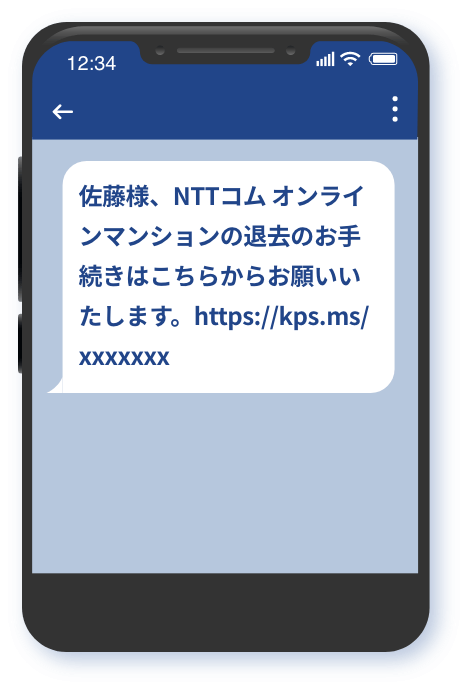 12:34
佐藤様、NTTコム オンライ
ンマンションの退去のお手
続きはこちらからお願いい
たします。https://kps.ms/
xxxxxxx